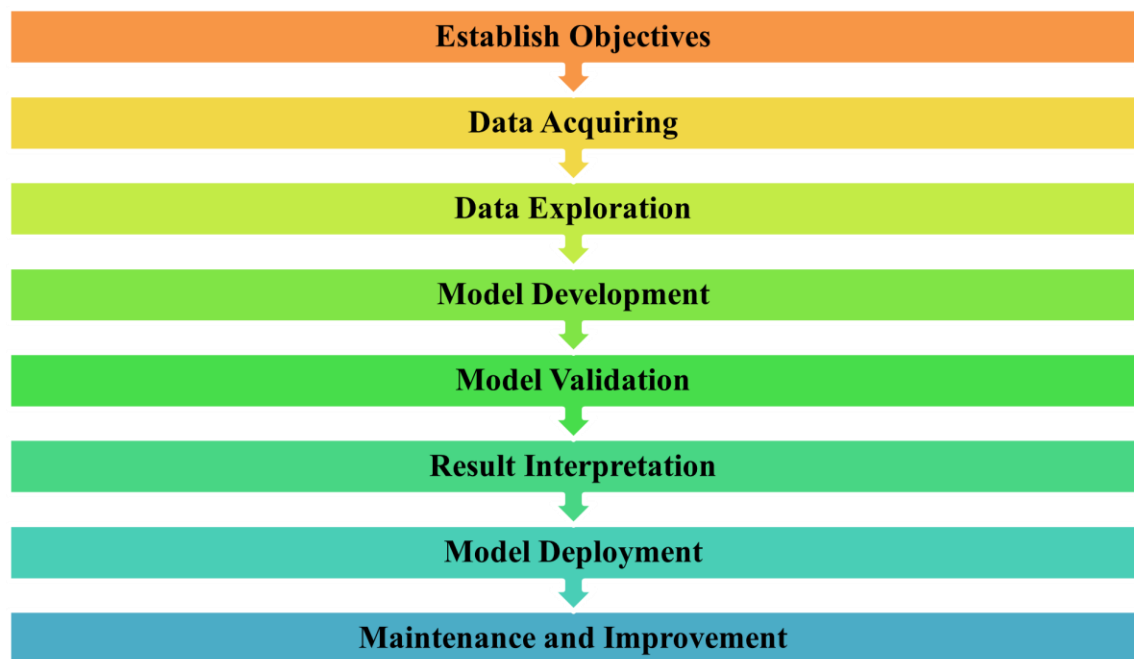 Establish Objectives
Data Acquiring
Data Exploration
Model Development
Model Validation
Result Interpretation
Model Deployment
Maintenance and Improvement